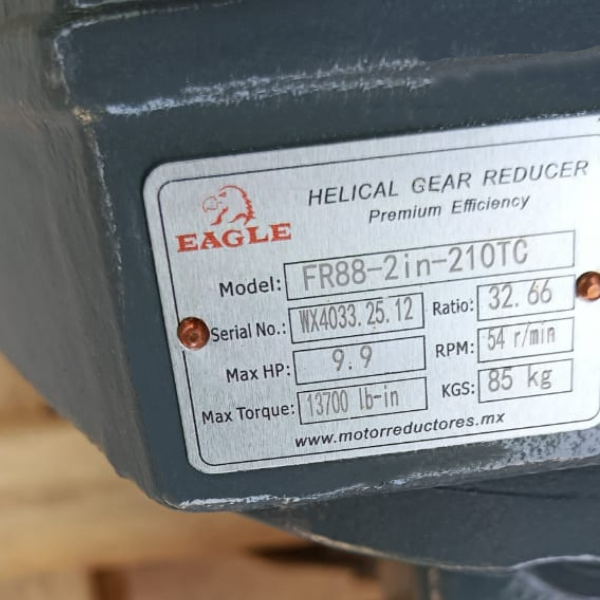 EAGLE
HELICAL GEAR REDUCER
Premium Efficiency
Model: FR88-2in-210TC
Serial No.: WX4033.25.12 Ratio: 32.66
Max HP: 9.9 RPM: 54 r/min
Max Torque: 13700 lb-in KGS: 85 kg
www.motorreductores.mx